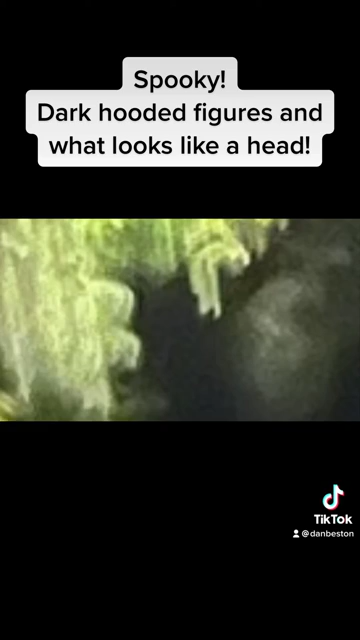 Spooky!
Dark hooded figures and
what looks like a head!
TikTok
@danbeston